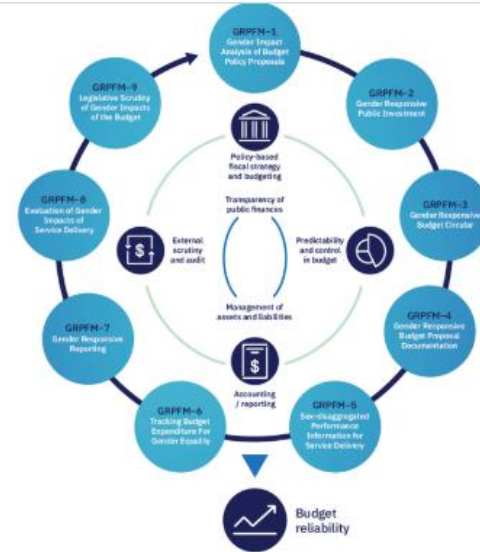 GRPFM–1
Gender Impact
Analysis of Budget
Policy Proposals
GRPFM–2
Gender Responsive
Public Investment
GRPFM–3
Gender Responsive
Budget Circular
GRPFM–4
Gender Responsive
Budget Proposal
Documentation
GRPFM–5
Sex-disaggregated
Performance
Information for
Service Delivery
GRPFM–6
Tracking Budget
Expenditure For
Gender Equality
GRPFM–7
Gender Responsive
Reporting
GRPFM–8
Evaluation of Gender
Impacts of
Service Delivery
GRPFM–9
Legislative Scrutiny
of Gender Impacts
of the Budget
Policy-based
fiscal strategy
and budgeting
Transparency of
public finances
External
scrutiny
and audit
$
Predictability
and control
in budget
Management of
assets and liabilities
$
Accounting
/ reporting
Budget
reliability